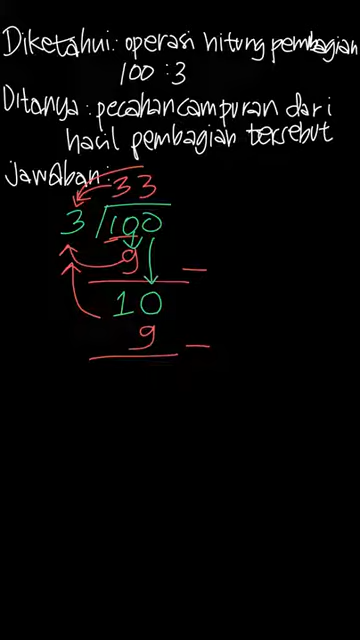 Diketahui : operasi hitung pembagian
100 : 3
Ditanya : pecahan campuran dari
hasil pembagian tersebut
Jawaban :
33
3 100
9 _
10
9 _